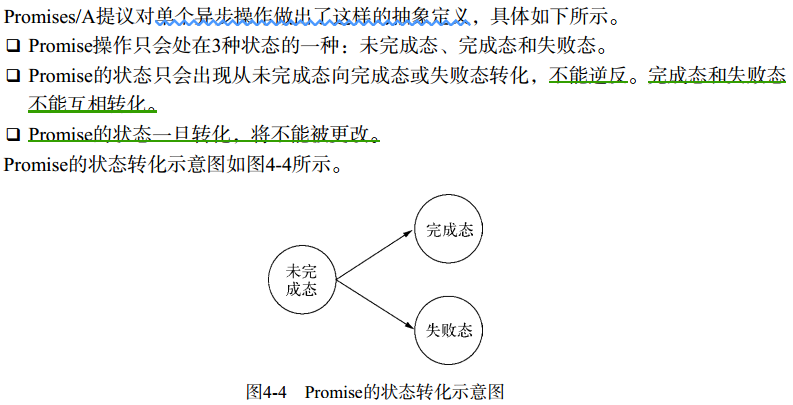 Promises/A提议对单个异步操作做出了这样的抽象定义，具体如下所示。
❑ Promise操作只会处在3种状态的一种：未完成态、完成态和失败态。
❑ Promise的状态只会出现从未完成态向完成态或失败态转化，不能逆反。完成态和失败态
不能互相转化。
❑ Promise的状态一旦转化，将不能被更改。
Promise的状态转化示意图如图4-4所示。
完成态
未完
成态
失败态
图4-4 Promise的状态转化示意图